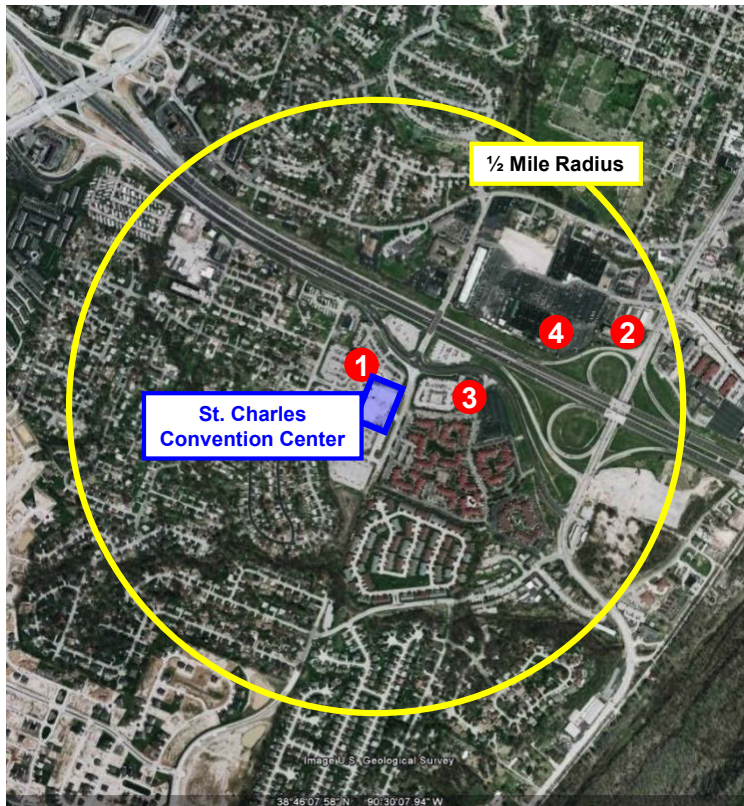 ½ Mile Radius
4
2
1
3
St. Charles
Convention Center
Image U.S. Geological Survey
38°46'07.58" N 90°30'07.94" W